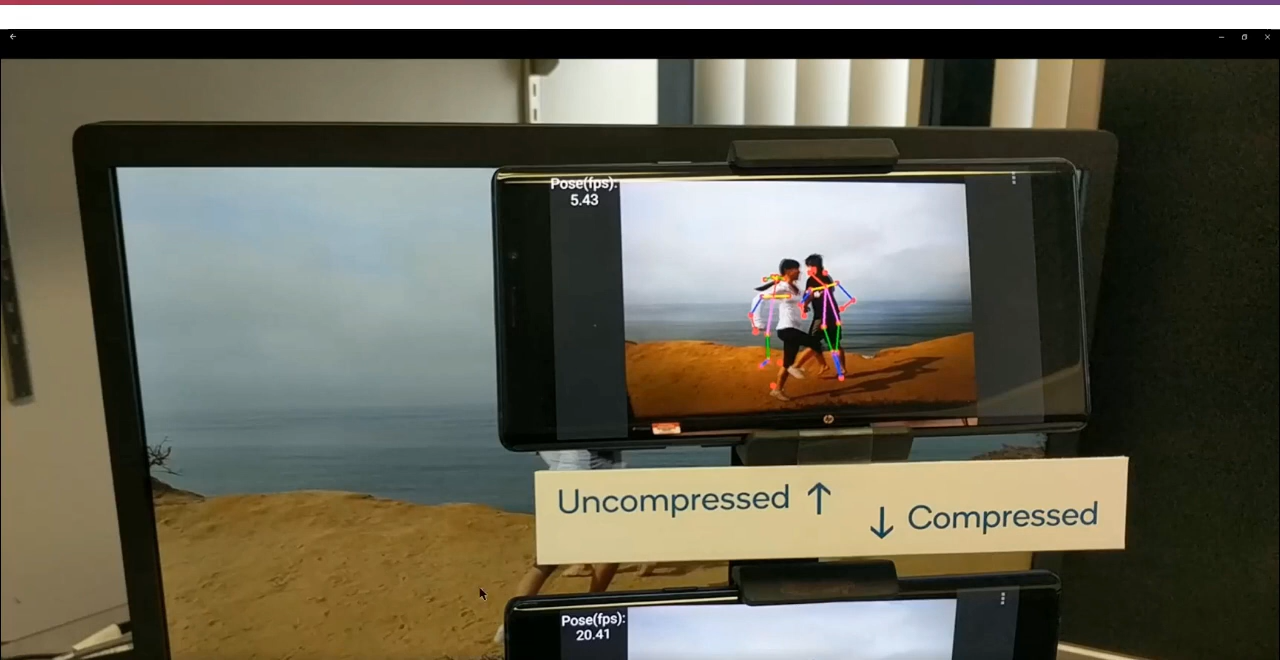 Pose(fps):
5.43
Uncompressed ↑
↓ Compressed
Pose(fps):
20.41